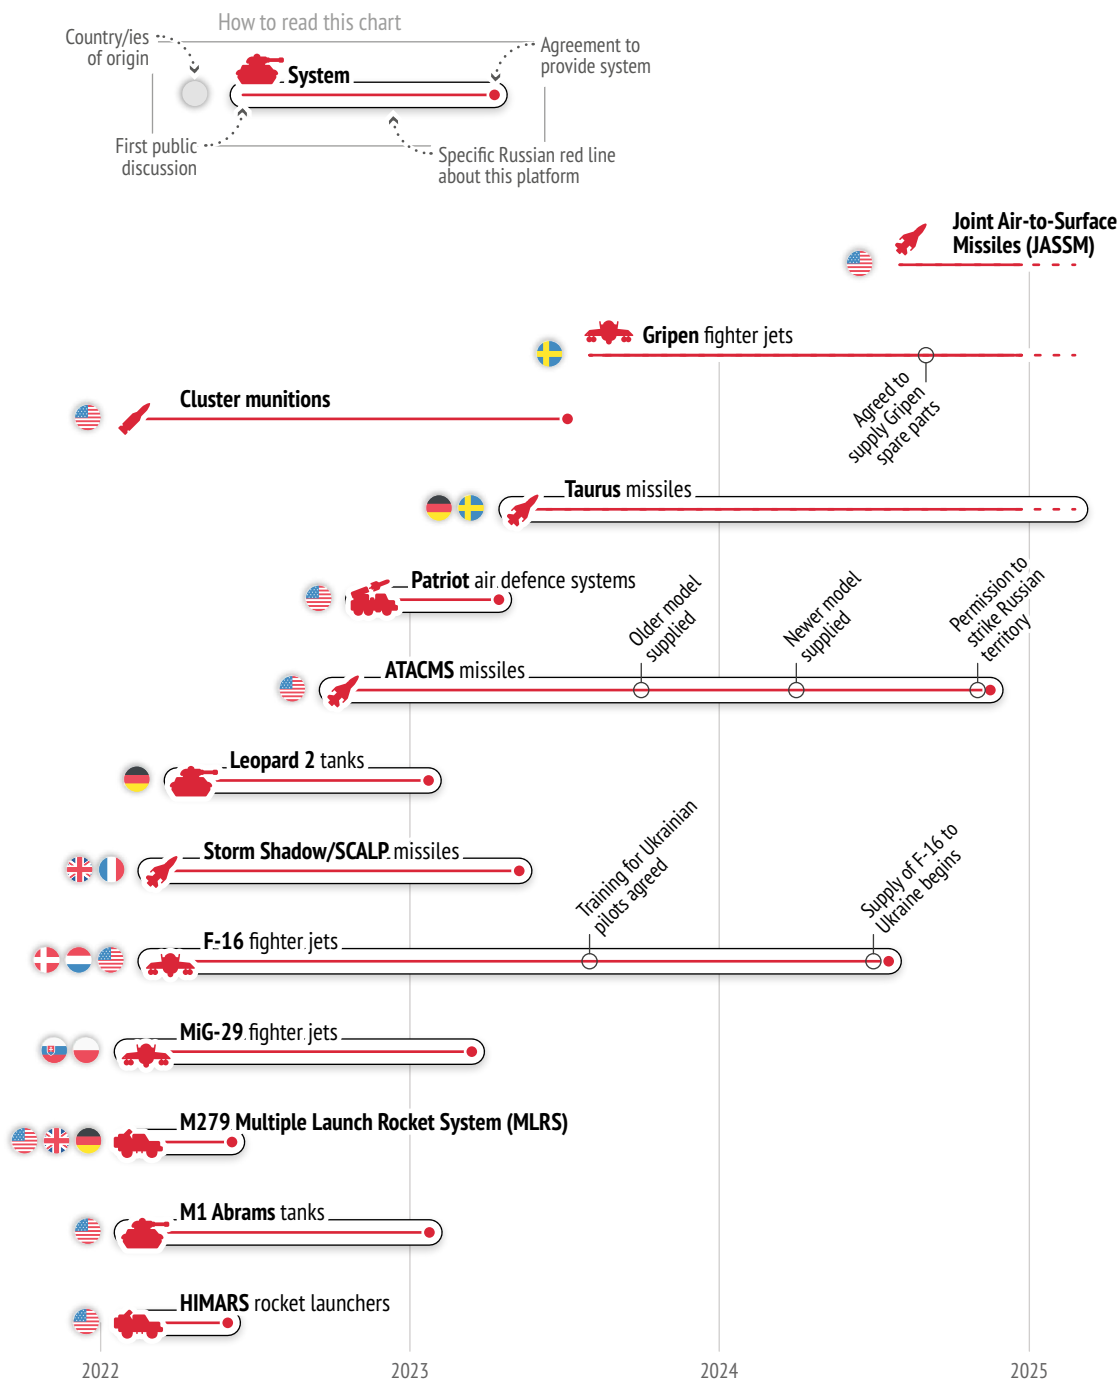 How to read this chart
Country/ies
of origin
System
Agreement to
provide system
First public
discussion
Specific Russian red line
about this platform
Joint Air-to-Surface
Missiles (JASSM)
Gripen fighter jets
Agreed to
supply Gripen
spare parts
Cluster munitions
Taurus missiles
Patriot air defence systems
Older model
supplied
Newer model
supplied
Permission to
strike Russian
territory
ATACMS missiles
Leopard 2 tanks
Storm Shadow/SCALP missiles
Training for Ukrainian
pilots agreed
Supply of F-16 to
Ukraine begins
F-16 fighter jets
MiG-29 fighter jets
M279 Multiple Launch Rocket System (MLRS)
M1 Abrams tanks
HIMARS rocket launchers
2022
2023
2024
2025